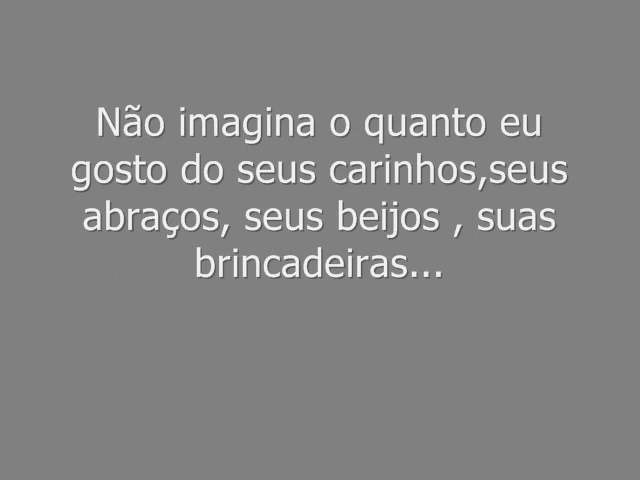 Não imagina o quanto eu
gosto do seus carinhos,seus
abraços, seus beijos , suas
brincadeiras...